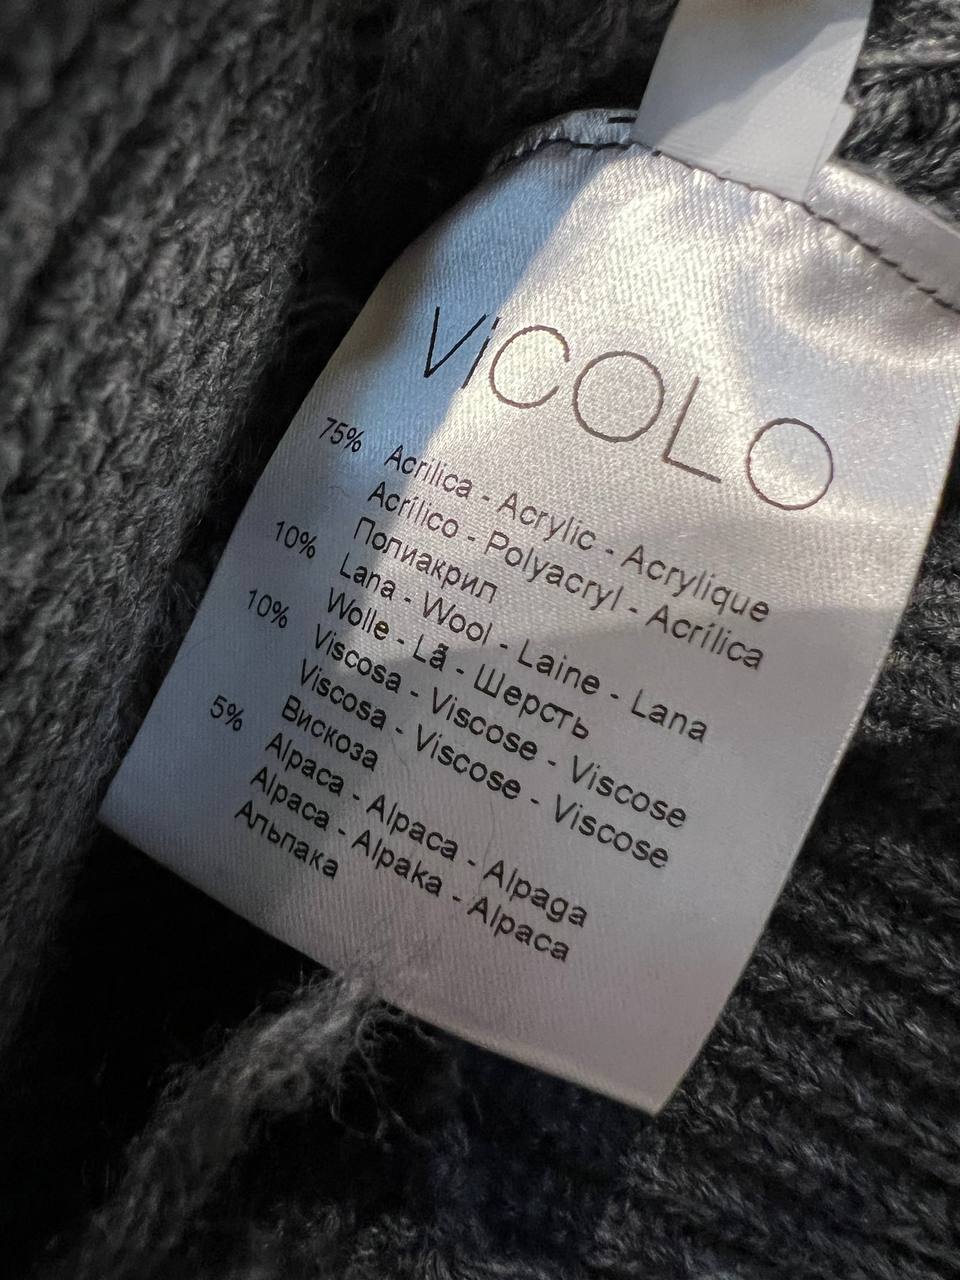 ViCOLO
75% Acrilica - Acrylic - Acrylique
Acrílico - Polyacryl - Acrílica
Полиакрил
10% Lana - Wool - Laine - Lana
Wolle - Lã - Шерсть
10% Viscosa - Viscose - Viscose
Viscosa - Viscose - Viscose
Вискоза
5% Alpaca - Alpaca - Alpaga
Alpaca - Alpaka - Alpaca
Альпака